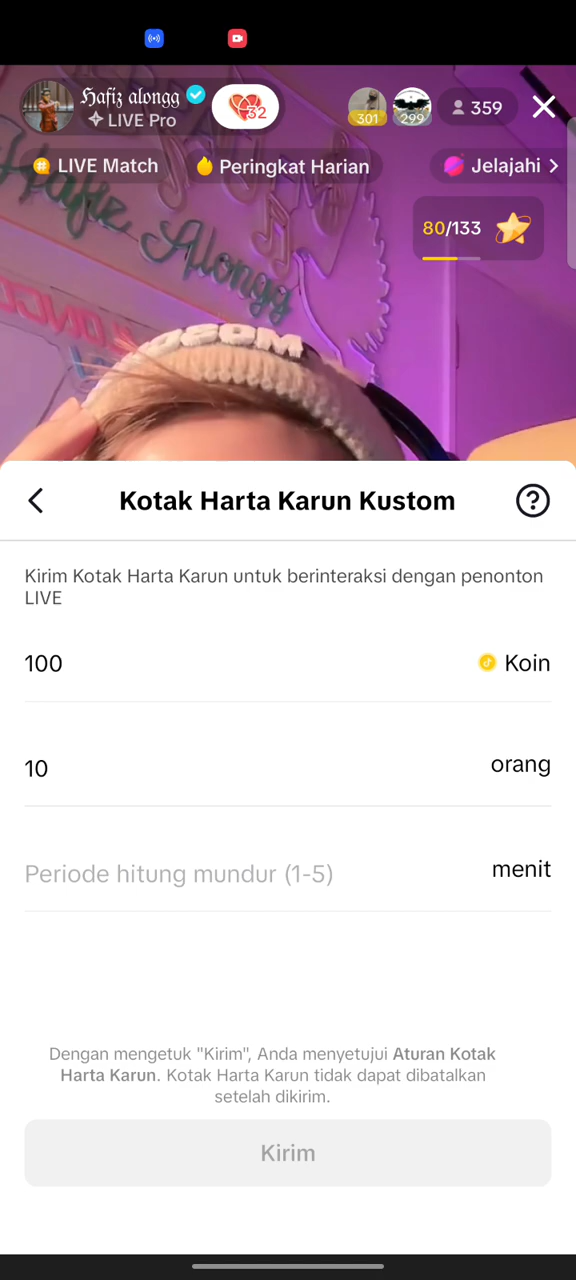 Hafiz alongg
LIVE Pro
32
301
299
359
LIVE Match
Peringkat Harian
Jelajahi
80/133
Hafiz Alongg
Kotak Harta Karun Kustom
Kirim Kotak Harta Karun untuk berinteraksi dengan penonton
LIVE
100
Koin
10
orang
Periode hitung mundur (1-5)
menit
Dengan mengetuk "Kirim", Anda menyetujui Aturan Kotak
Harta Karun. Kotak Harta Karun tidak dapat dibatalkan
setelah dikirim.
Kirim